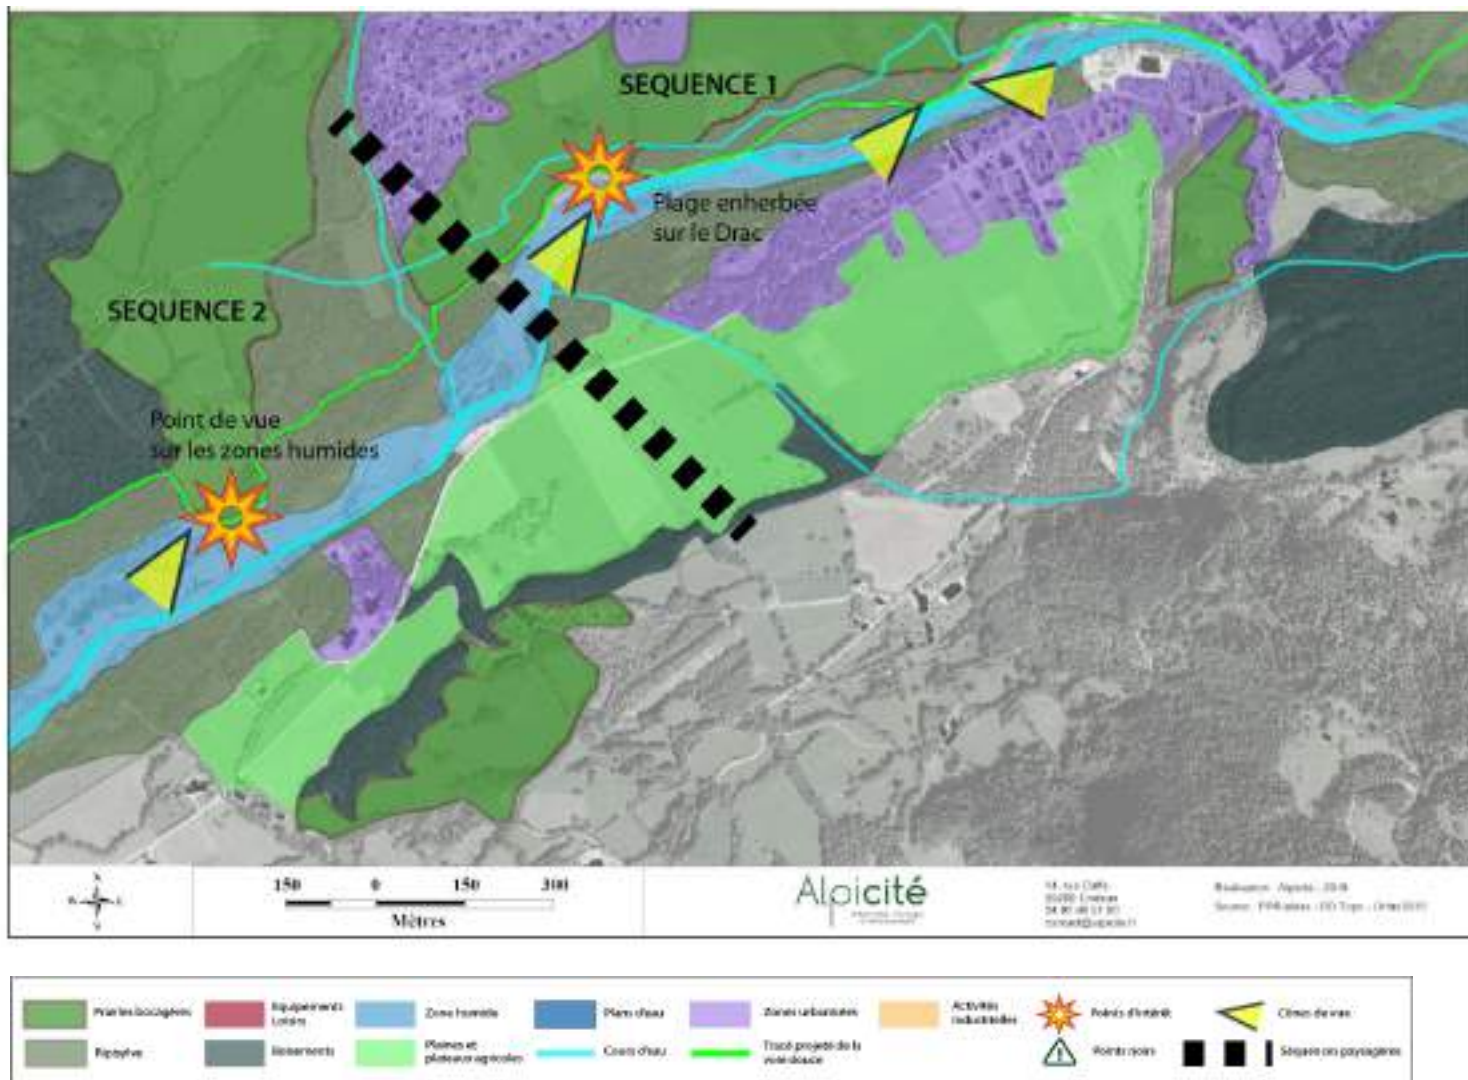 SEQUENCE 1
Plage enherbée
sur le Drac
SEQUENCE 2
Point de vue
sur les zones humides
150 0 150 300
Mètres
Alpicité
Prairies bocagères
Equipements
Loisirs
Zone humide
Plans d'eau
Zones urbanisées
Activités
industrielles
Points d'intérêt
Cônes de vue
Ripisylve
Boisements
Plaines et
plateaux agricoles
Cours d'eau
Tracé projeté de la
voie douce
Points noirs
Séquences paysagères